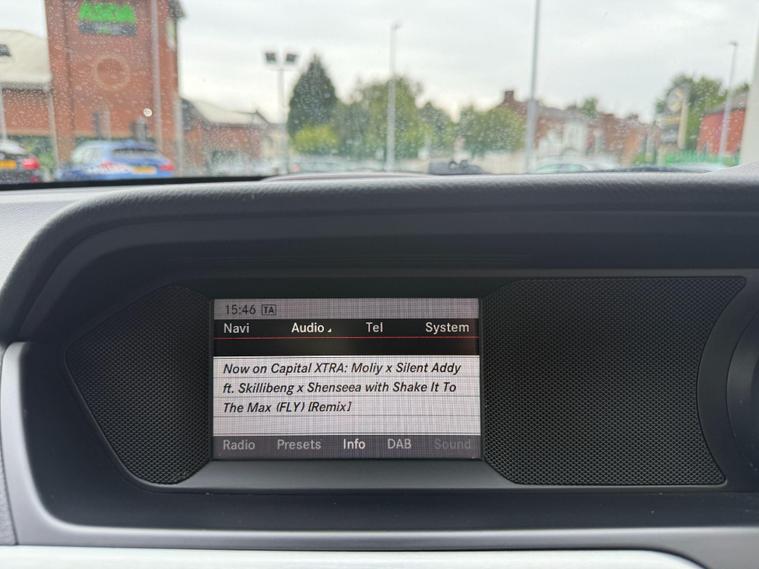 ASDA
15:46 TA
Navi Audio Tel System
Now on Capital XTRA: Moliy x Silent Addy
ft. Skillibeng x Shenseea with Shake It To
The Max (FLY) [Remix]
Radio Presets Info DAB Sound